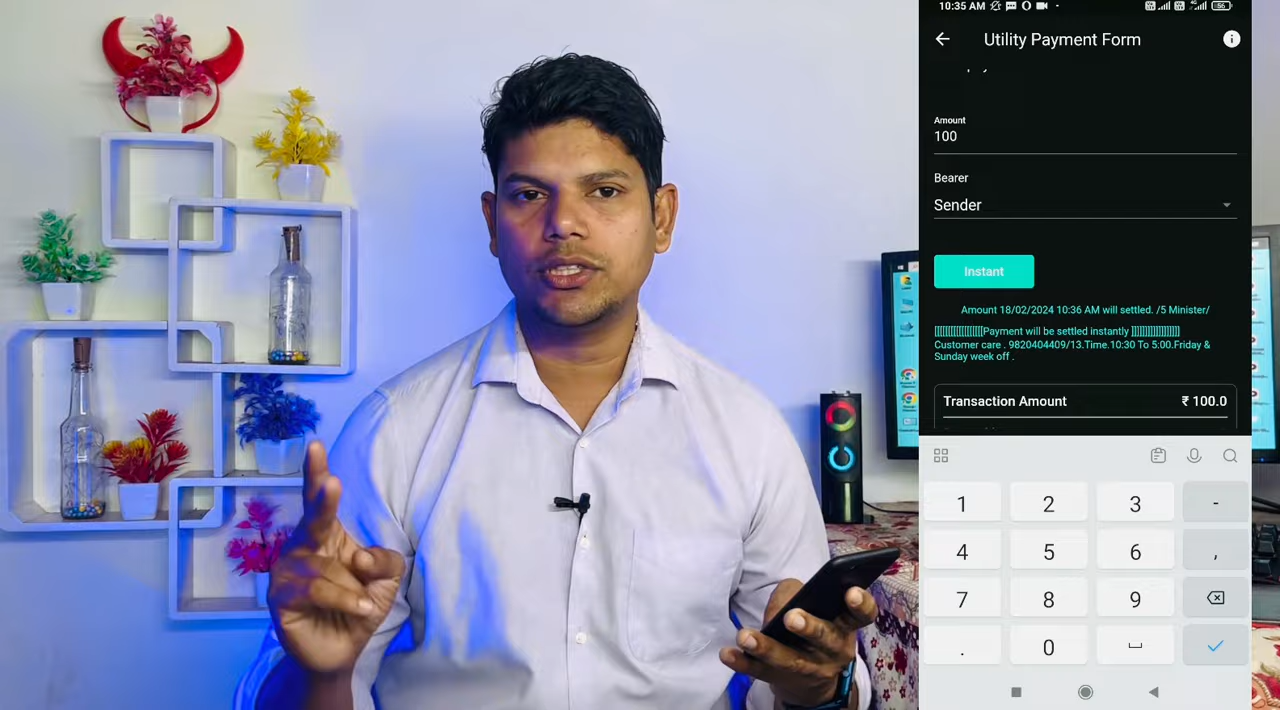 10:35 AM
56
Utility Payment Form
Amount
100
Bearer
Sender
Instant
Amount 18/02/2024 10:36 AM will settled. /5 Minister/
[[[[[[[[[[[[[[[[[[Payment will be settled instantly ]]]]]]]]]]]]]]]]]]
Customer care . 9820404409/13.Time.10:30 To 5:00.Friday &
Sunday week off .
Transaction Amount ₹ 100.0
1 2 3 -
4 5 6 ,
7 8 9
. 0